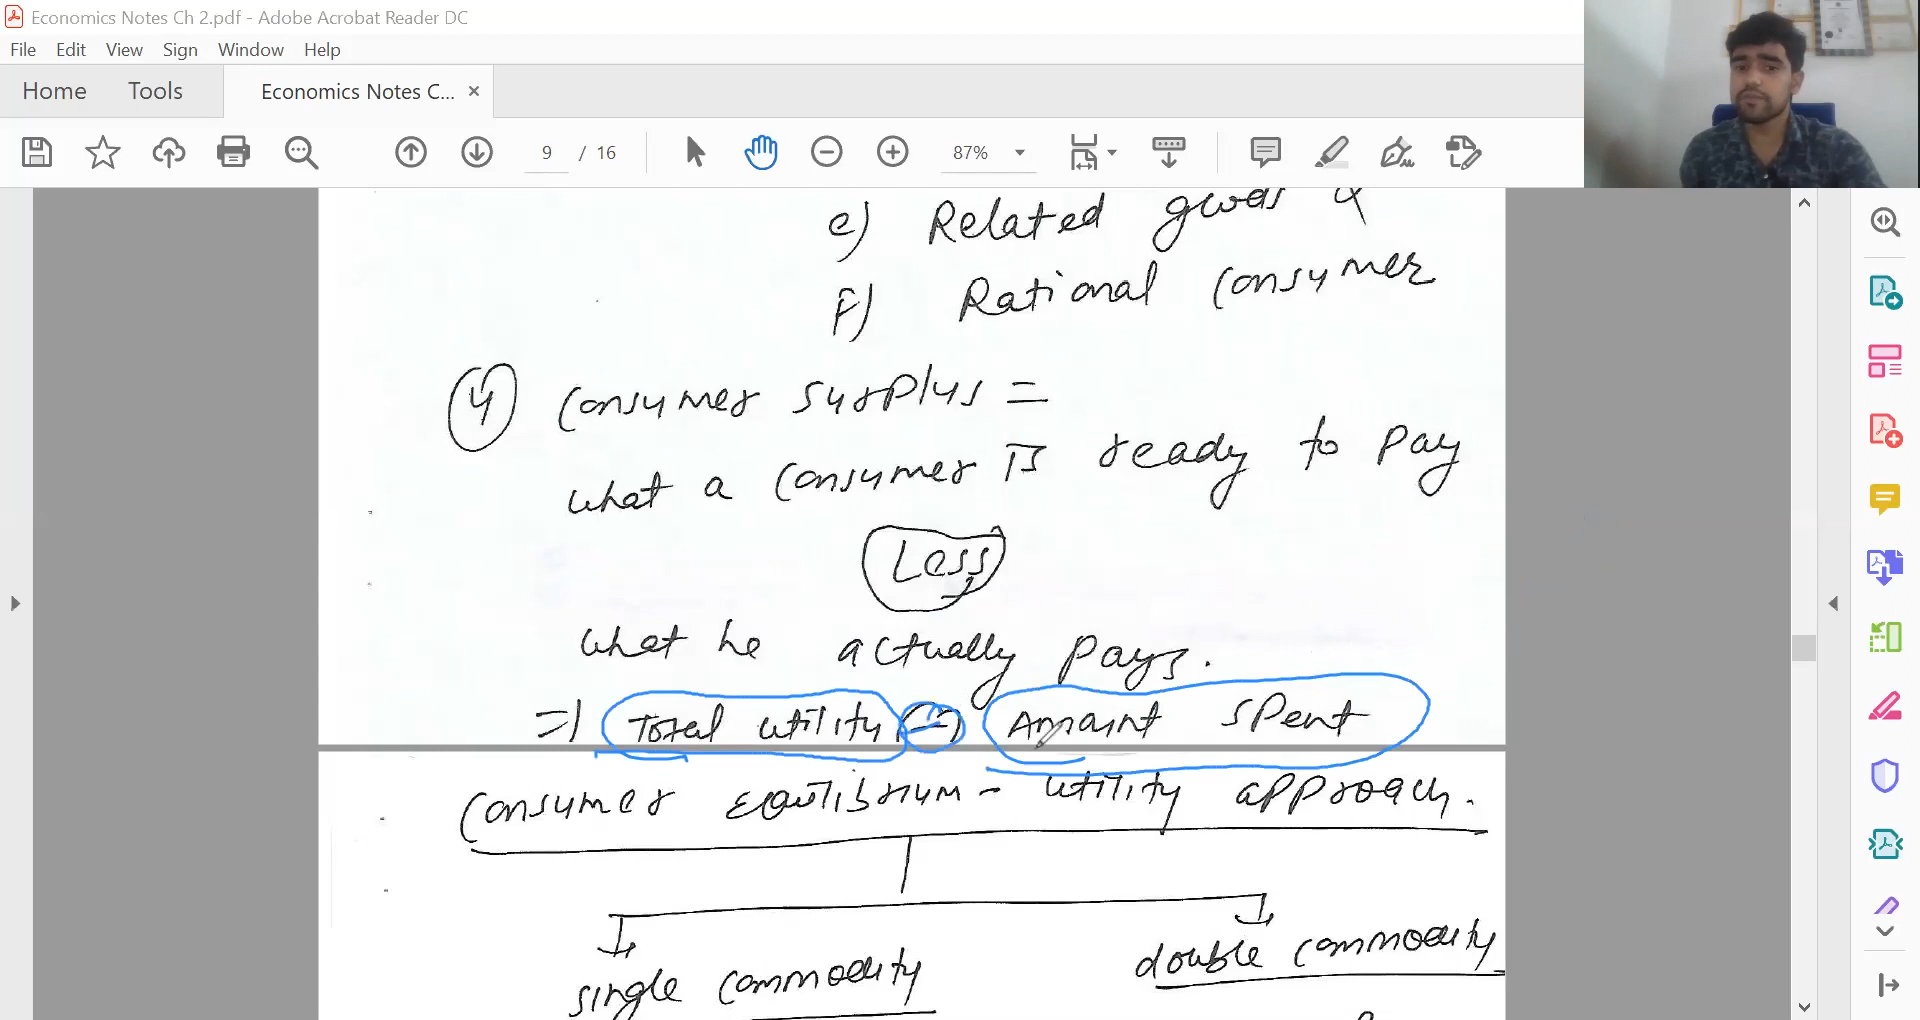 Economics Notes Ch 2.pdf - Adobe Acrobat Reader DC
File Edit View Sign Window Help
Home Tools Economics Notes C... ×
9 / 16 87%
e) Related goods &
F) Rational consumer
4 Consumer surplus =
what a consumer is ready to pay
Less
what he actually pays.
=) Total utility (-) Amount spent
Consumer equilibrium - utility approach.
single commodity
double commodity